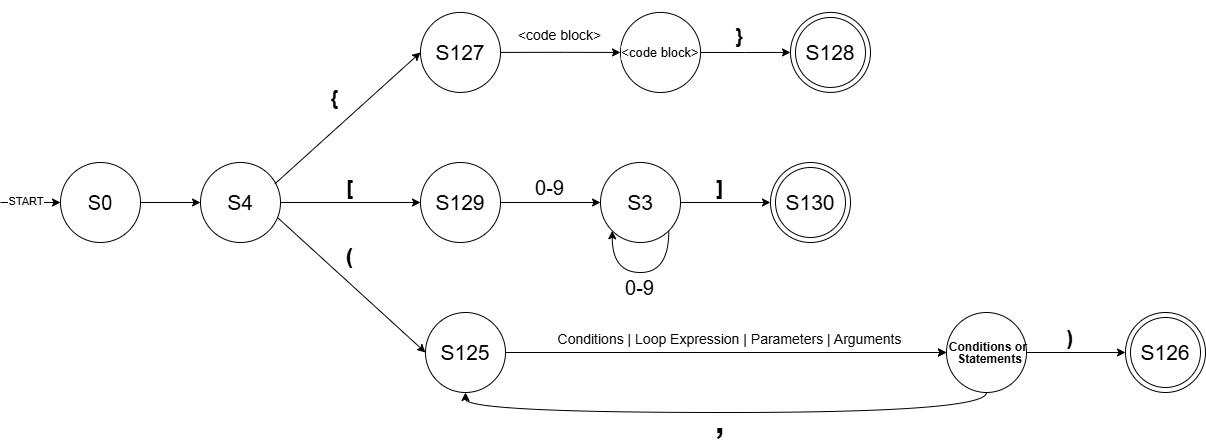 S127
<code block>
<code block>
}
S128
{
START
S0
S4
[
S129
0-9
S3
]
S130
0-9
(
S125
Conditions | Loop Expression | Parameters | Arguments
Conditions or
Statements
)
S126
,